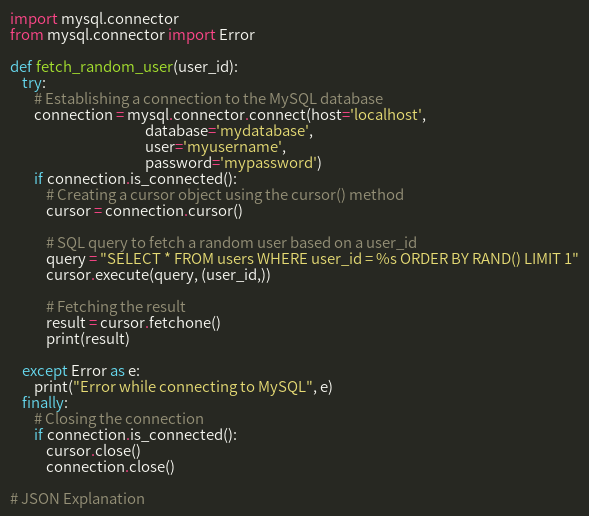 import mysql.connector
from mysql.connector import Error

def fetch_random_user(user_id):
    try:
        # Establishing a connection to the MySQL database
        connection = mysql.connector.connect(host='localhost',
                                             database='mydatabase',
                                             user='myusername',
                                             password='mypassword')
        if connection.is_connected():
            # Creating a cursor object using the cursor() method
            cursor = connection.cursor()

            # SQL query to fetch a random user based on a user_id
            query = "SELECT * FROM users WHERE user_id = %s ORDER BY RAND() LIMIT 1"
            cursor.execute(query, (user_id,))

            # Fetching the result
            result = cursor.fetchone()
            print(result)

    except Error as e:
        print("Error while connecting to MySQL", e)
    finally:
        # Closing the connection
        if connection.is_connected():
            cursor.close()
            connection.close()

# JSON Explanation